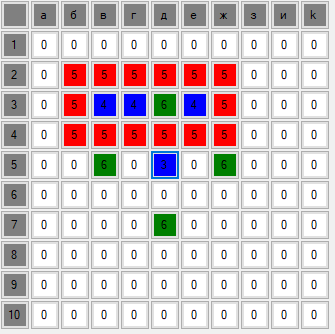 а б в г д е ж з и k
1 0 0 0 0 0 0 0 0 0 0
2 0 5 5 5 5 5 5 0 0 0
3 0 5 4 4 6 4 5 0 0 0
4 0 5 5 5 5 5 5 0 0 0
5 0 0 6 0 3 0 6 0 0 0
6 0 0 0 0 0 0 0 0 0 0
7 0 0 0 0 6 0 0 0 0 0
8 0 0 0 0 0 0 0 0 0 0
9 0 0 0 0 0 0 0 0 0 0
10 0 0 0 0 0 0 0 0 0 0